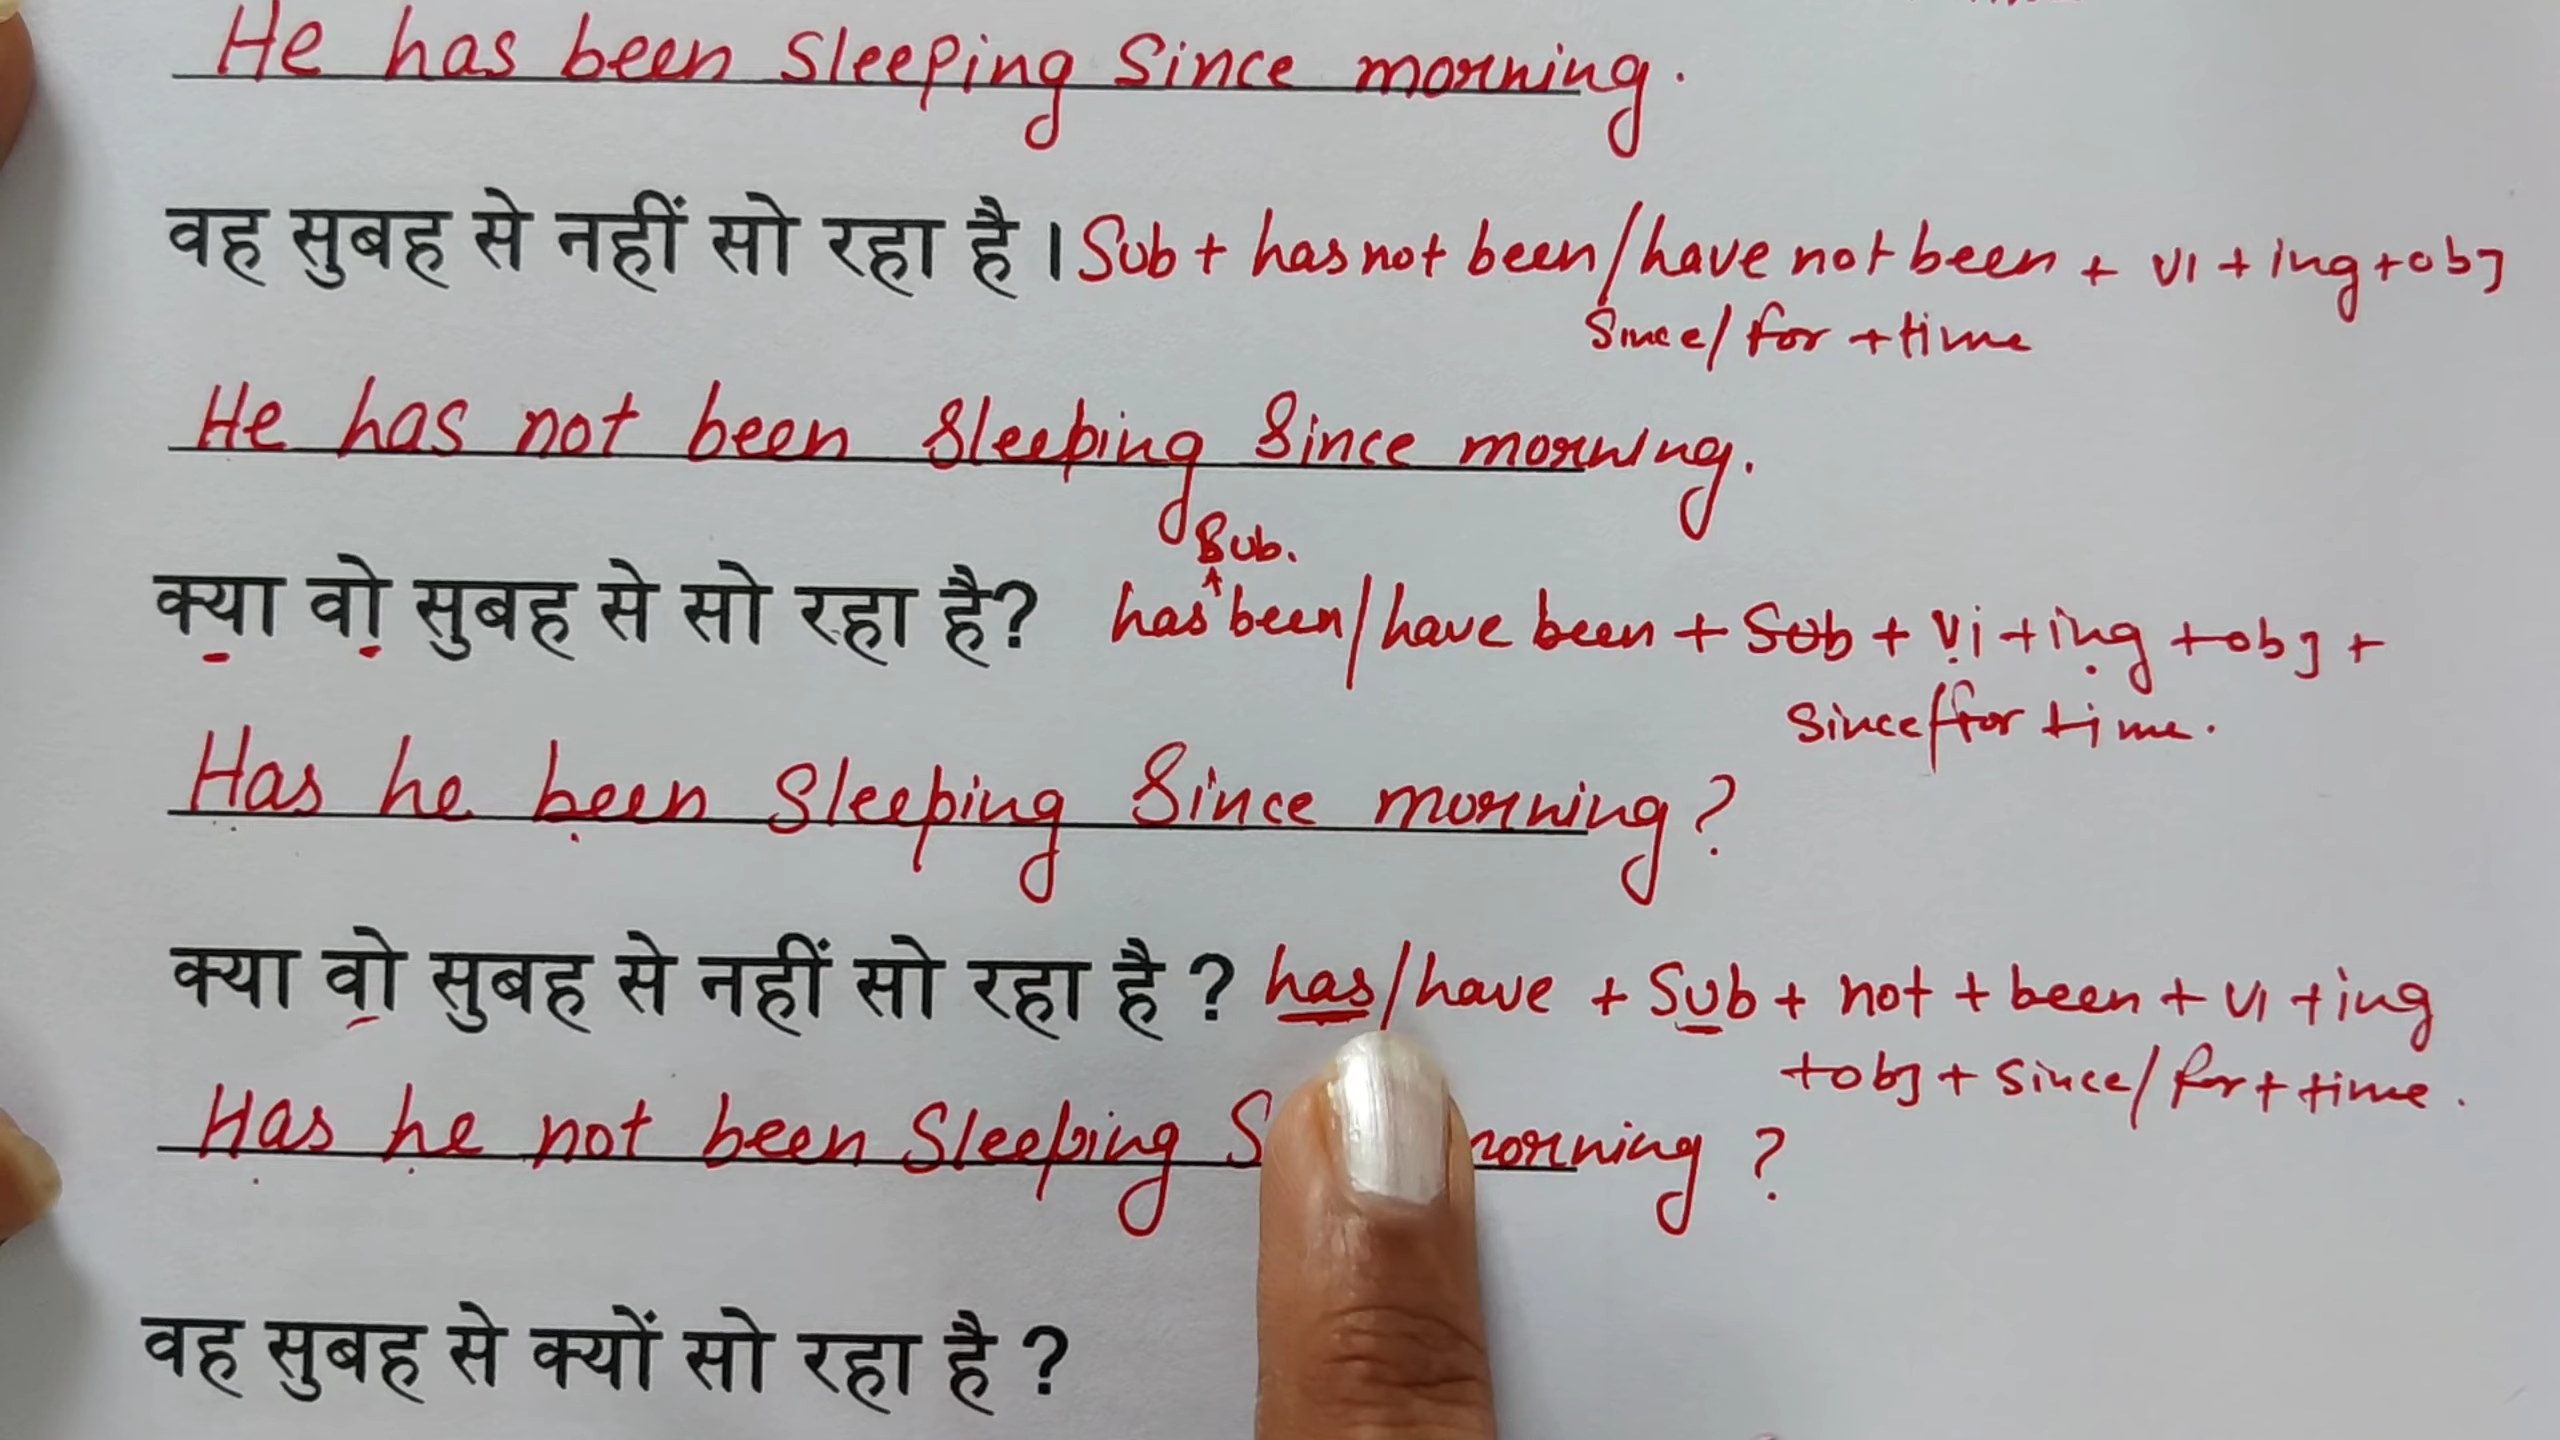 He has been sleeping since morning.
वह सुबह से नहीं सो रहा है। Sub + has not been/have not been + v1 + ing + obj
Since/for + time
He has not been sleeping since morning.
Sub.
क्या वो सुबह से सो रहा है? has ^ been/have been + Sub + v1 + ing + obj +
since/for time.
Has he been sleeping since morning?
क्या वो सुबह से नहीं सो रहा है ? has/have + Sub + not + been + v1 + ing
+ obj + since/for + time.
Has he not been sleeping morning ?
वह सुबह से क्यों सो रहा है ?